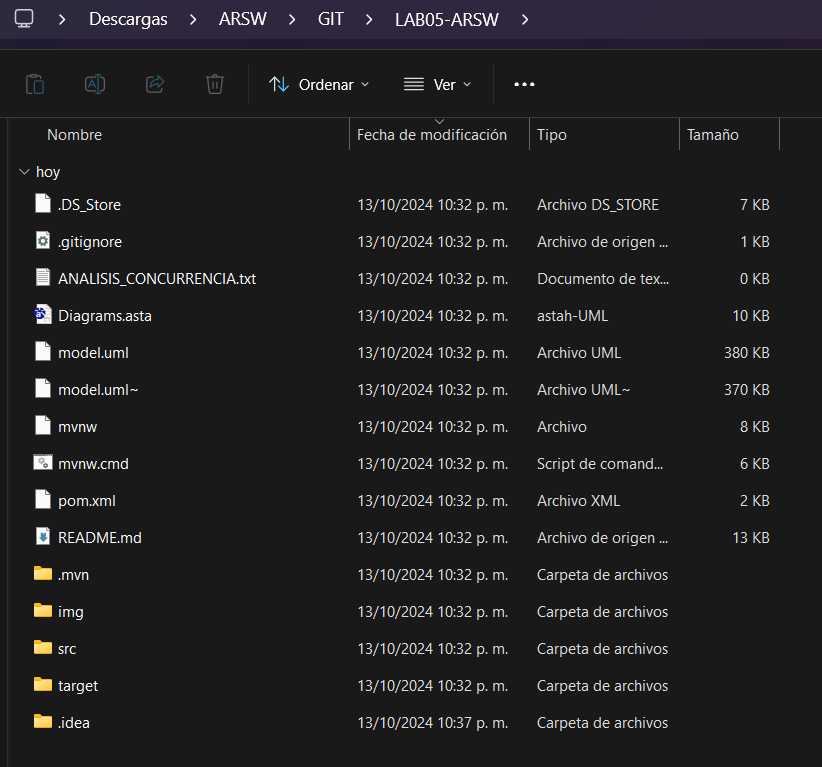 Descargas > ARSW > GIT > LAB05-ARSW >
Ordenar Ver ...
Nombre Fecha de modificación Tipo Tamaño
hoy
.DS_Store 13/10/2024 10:32 p. m. Archivo DS_STORE 7 KB
.gitignore 13/10/2024 10:32 p. m. Archivo de origen ... 1 KB
ANALISIS_CONCURRENCIA.txt 13/10/2024 10:32 p. m. Documento de tex... 0 KB
Diagrams.asta 13/10/2024 10:32 p. m. astah-UML 10 KB
model.uml 13/10/2024 10:32 p. m. Archivo UML 380 KB
model.uml~ 13/10/2024 10:32 p. m. Archivo UML~ 370 KB
mvnw 13/10/2024 10:32 p. m. Archivo 8 KB
mvnw.cmd 13/10/2024 10:32 p. m. Script de comand... 6 KB
pom.xml 13/10/2024 10:32 p. m. Archivo XML 2 KB
README.md 13/10/2024 10:32 p. m. Archivo de origen ... 13 KB
.mvn 13/10/2024 10:32 p. m. Carpeta de archivos
img 13/10/2024 10:32 p. m. Carpeta de archivos
src 13/10/2024 10:32 p. m. Carpeta de archivos
target 13/10/2024 10:32 p. m. Carpeta de archivos
.idea 13/10/2024 10:37 p. m. Carpeta de archivos